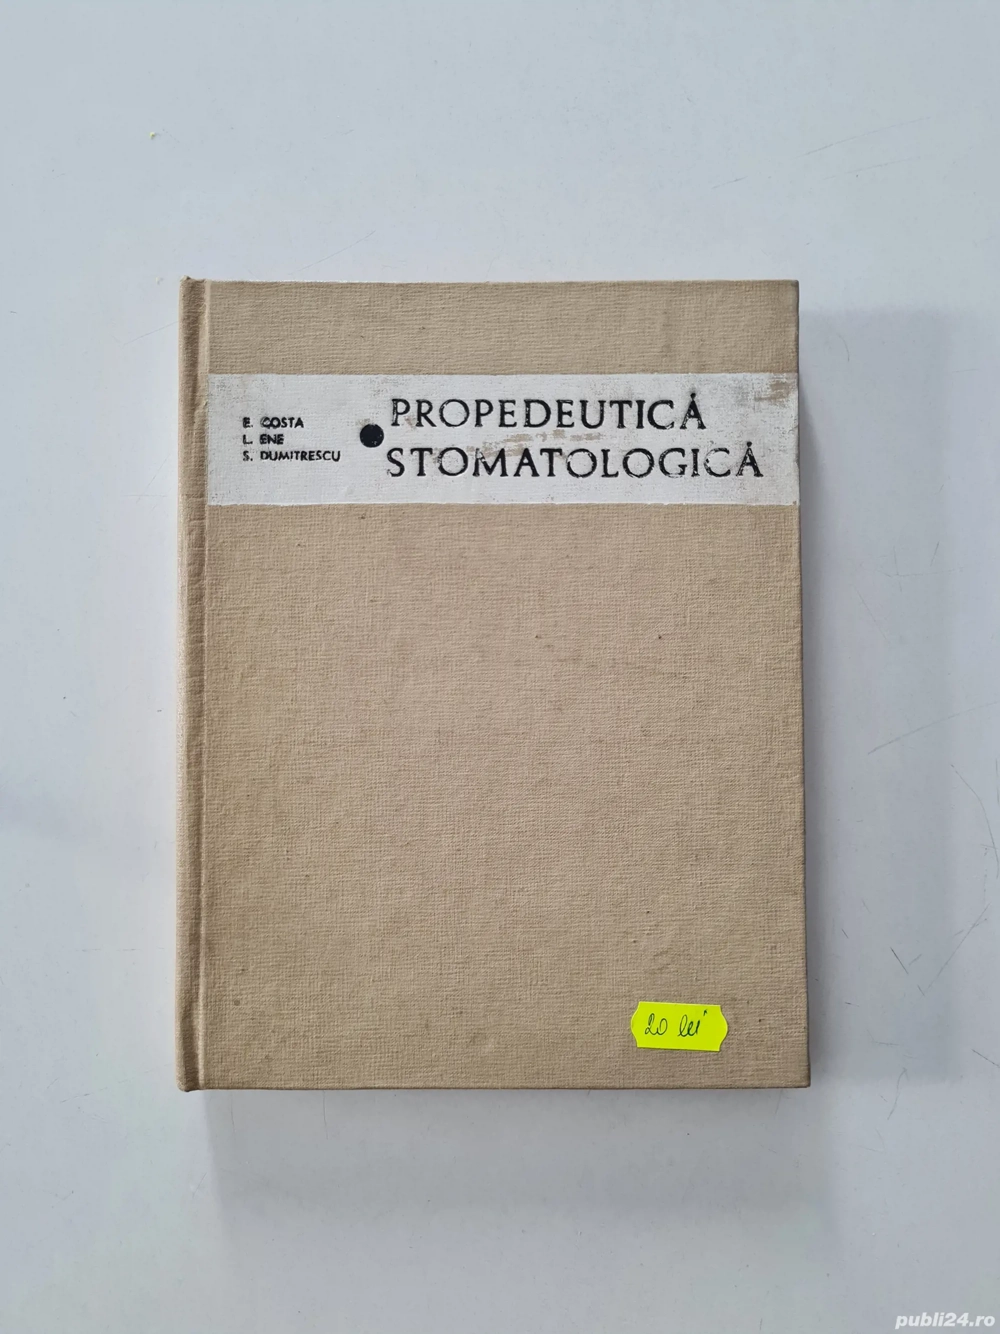 E. COSTA
L. ENE
S. DUMITRESCU
PROPEDEUTICĂ
STOMATOLOGICĂ
20 lei
publi24.ro